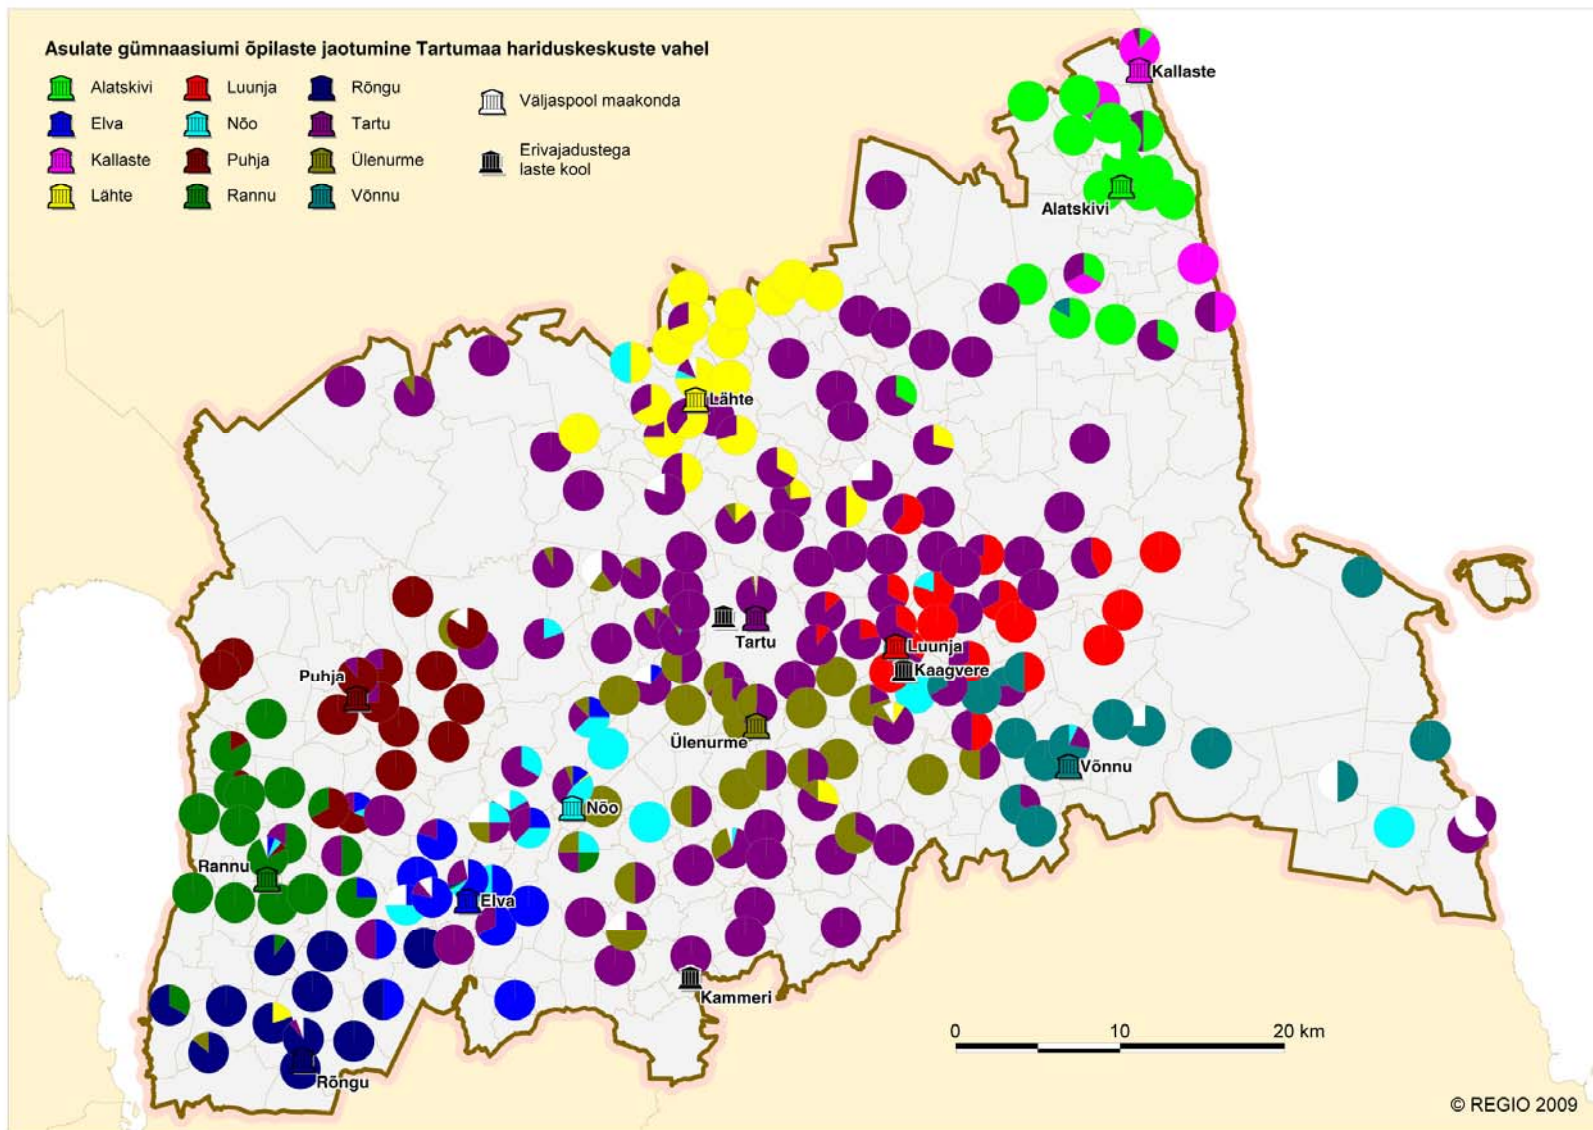 Asulate gümnaasiumi õpilaste jaotumine Tartumaa hariduskeskuste vahel
Alatskivi
Luunja
Rõngu
Väljaspool maakonda
Elva
Nõo
Tartu
Kallaste
Puhja
Ülenurme
Erivajadustega
laste kool
Lähte
Rannu
Võnnu
Kallaste
Alatskivi
Lähte
Tartu
Luunja
Kaagvere
Puhja
Ülenurme
Võnnu
Nõo
Rannu
Elva
Kammeri
Rõngu
0 10 20 km
© REGIO 2009